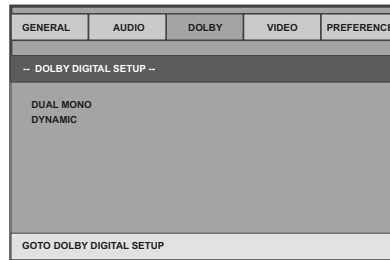 GENERAL AUDIO DOLBY VIDEO PREFERENCE
-- DOLBY DIGITAL SETUP --
DUAL MONO
DYNAMIC
GOTO DOLBY DIGITAL SETUP